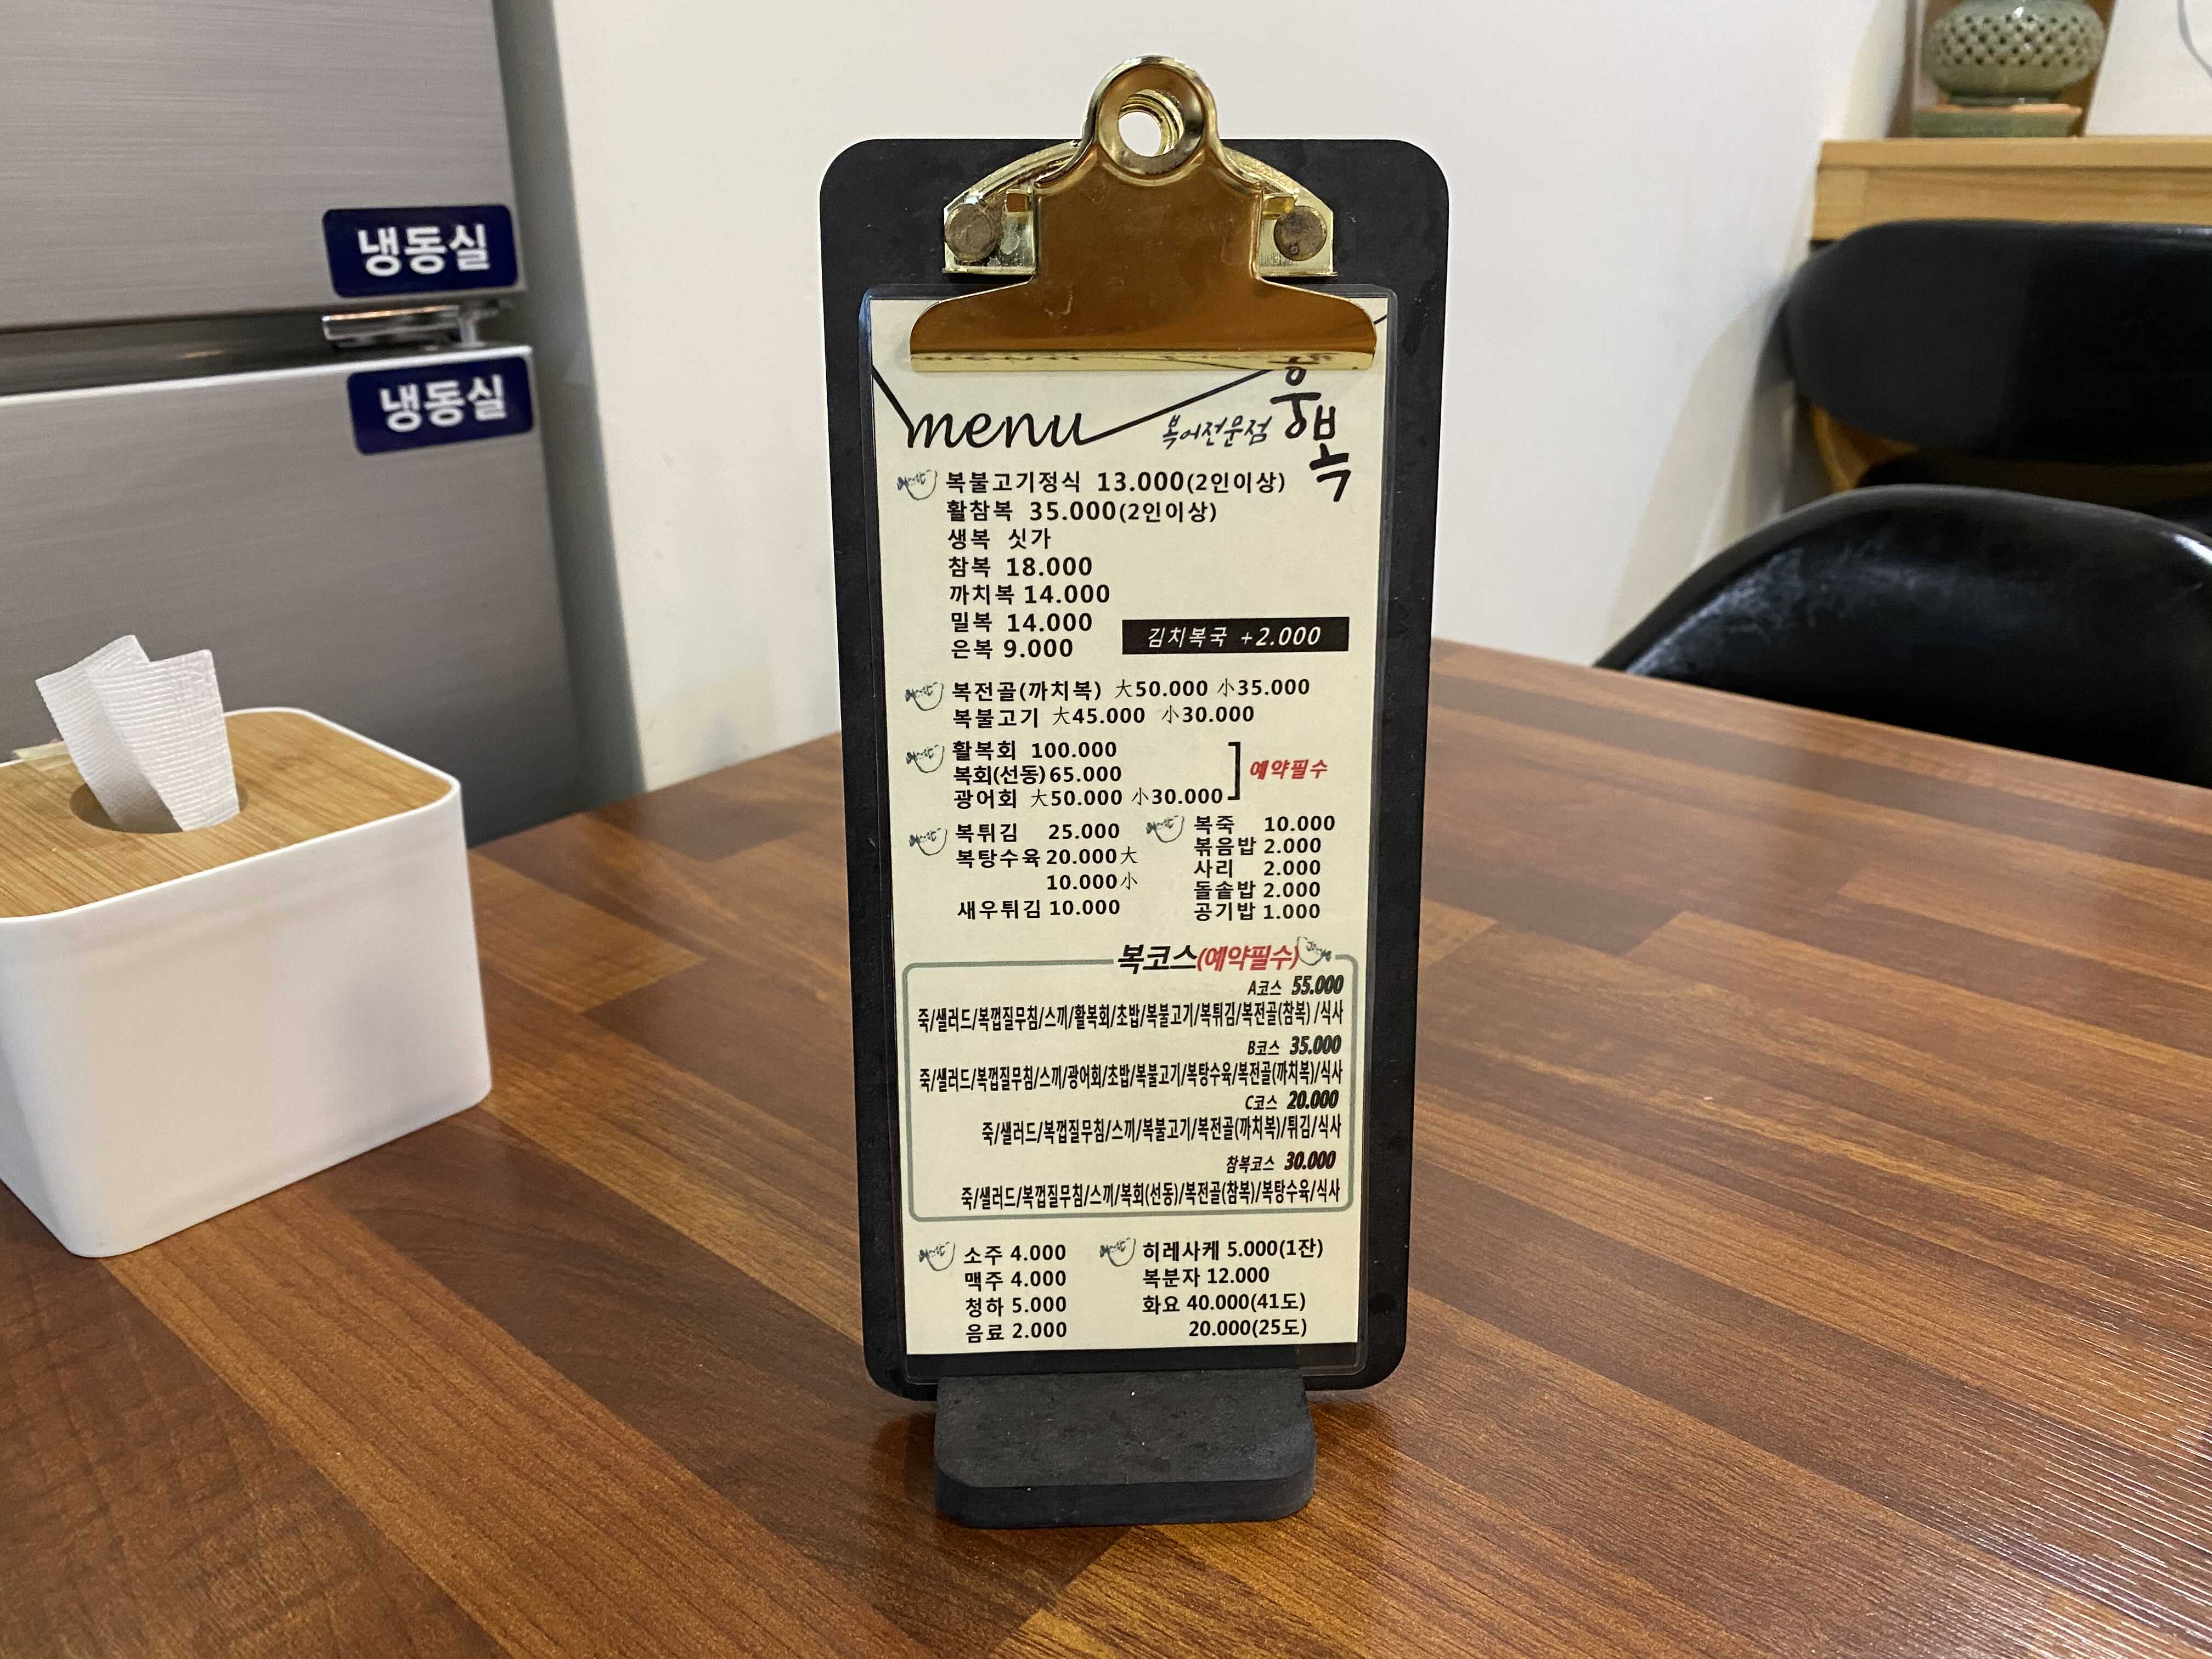 냉동실
냉동실
menu
복어전문점
복
복불고기정식 13.000(2인이상)
활참복 35.000(2인이상)
생복 싯가
참복 18.000
까치복 14.000
밀복 14.000
은복 9.000
김치복국 +2.000
복전골(까치복) 大50.000 小35.000
복불고기 大45.000 小30.000
활복회 100.000
복회(선동)65.000
광어회 大50.000 小30.000
예약필수
복튀김 25.000
복탕수육 20.000大
10.000小
새우튀김 10.000
복죽 10.000
볶음밥 2.000
사리 2.000
돌솥밥 2.000
공기밥 1.000
복코스(예약필수)
A코스 55.000
죽/샐러드/복껍질무침/스끼/활복회/초밥/복불고기/복튀김/복전골(참복) /식사
B코스 35.000
죽/샐러드/복껍질무침/스끼/광어회/초밥/복불고기/복탕수육/복전골(까치복)/식사
C코스 20.000
죽/샐러드/복껍질무침/스끼/복불고기/복전골(까치복)/튀김/식사
참복코스 30.000
죽/샐러드/복껍질무침/스끼/복회(선동)/복전골(참복)/복탕수육/식사
소주 4.000
맥주 4.000
청하 5.000
음료 2.000
히레사케 5.000(1잔)
복분자 12.000
화요 40.000(41도)
20.000(25도)